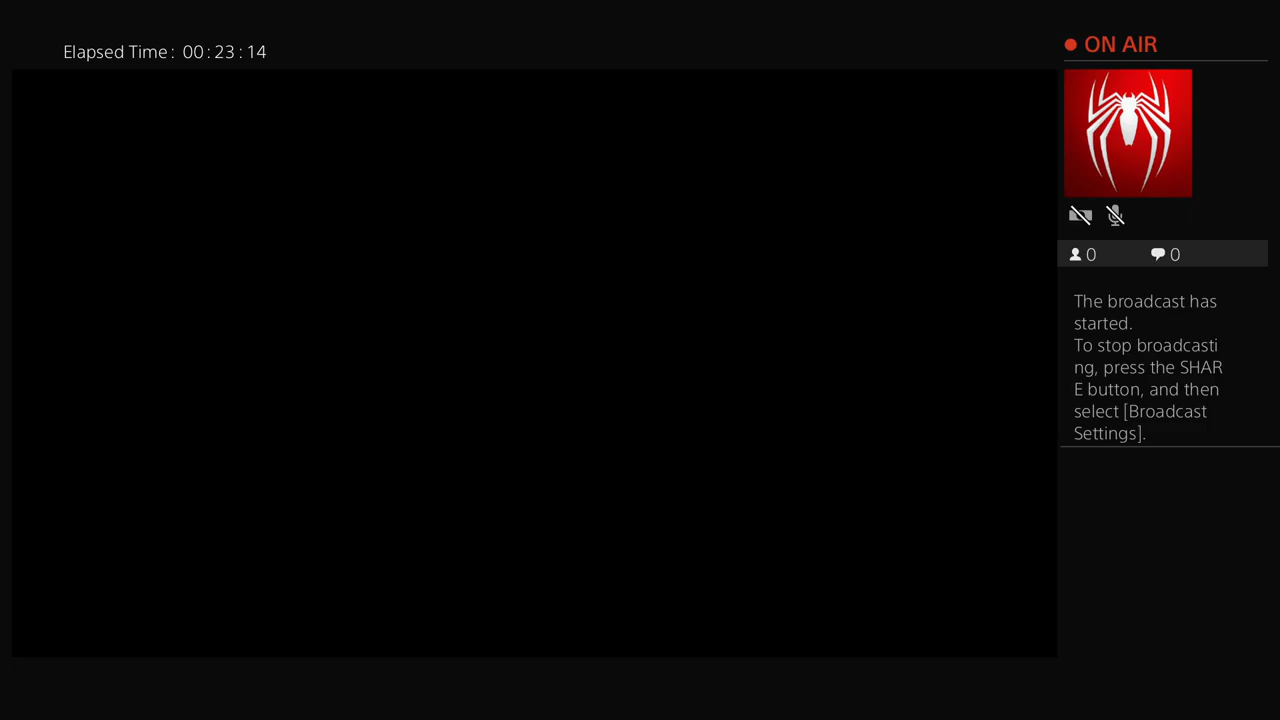 Elapsed Time: 00:23:14
ON AIR
0 0
The broadcast has
started.
To stop broadcasti
ng, press the SHAR
E button, and then
select [Broadcast
Settings].